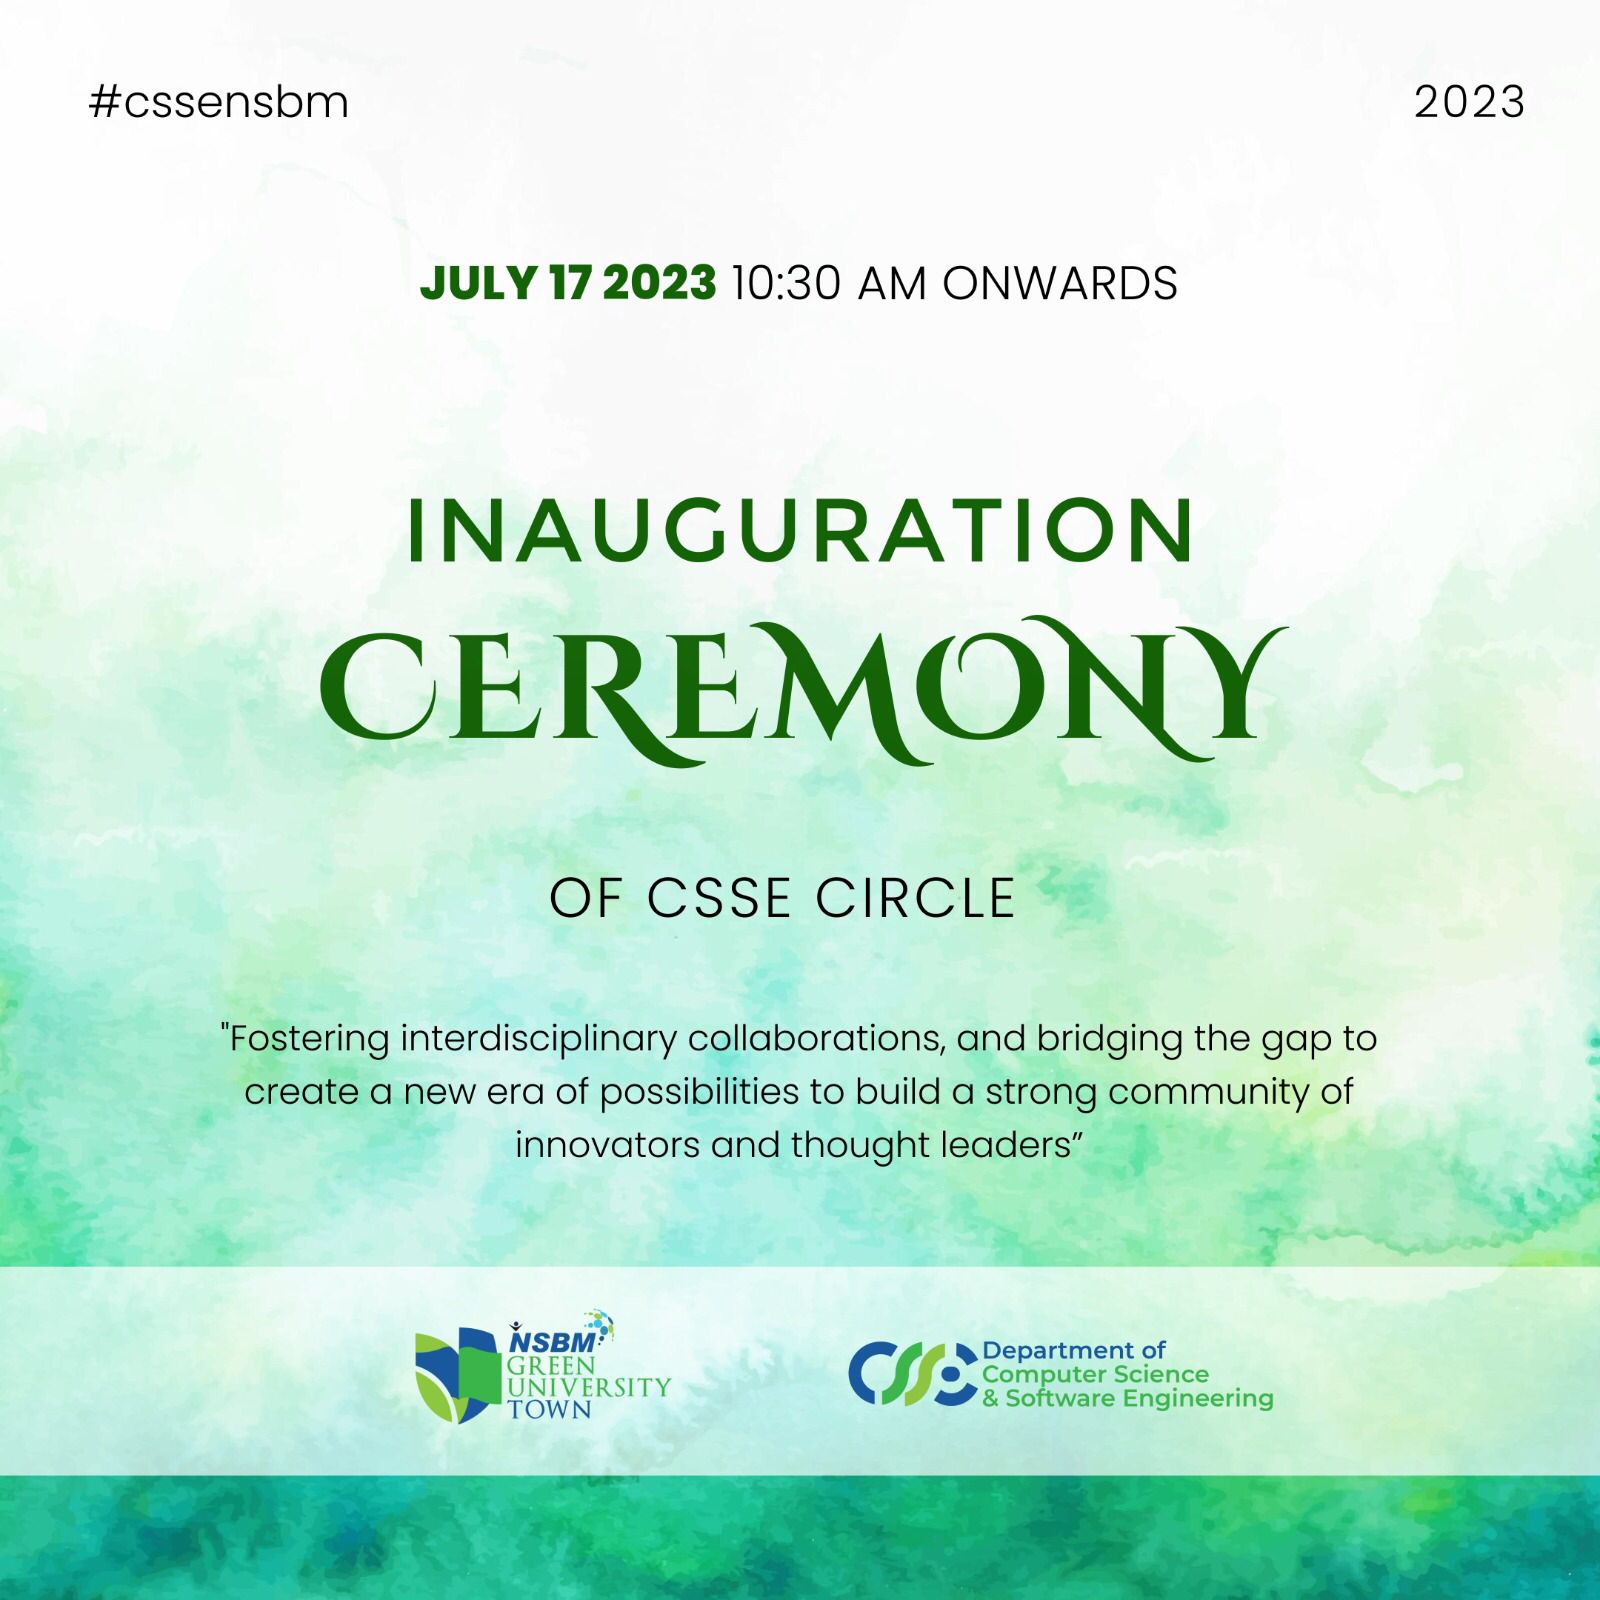 #cssensbm
2023
JULY 17 2023 10:30 AM ONWARDS
INAUGURATION
CEREMONY
OF CSSE CIRCLE
"Fostering interdisciplinary collaborations, and bridging the gap to
create a new era of possibilities to build a strong community of
innovators and thought leaders”
NSBM
GREEN
UNIVERSITY
TOWN
CSSE
Department of
Computer Science
& Software Engineering